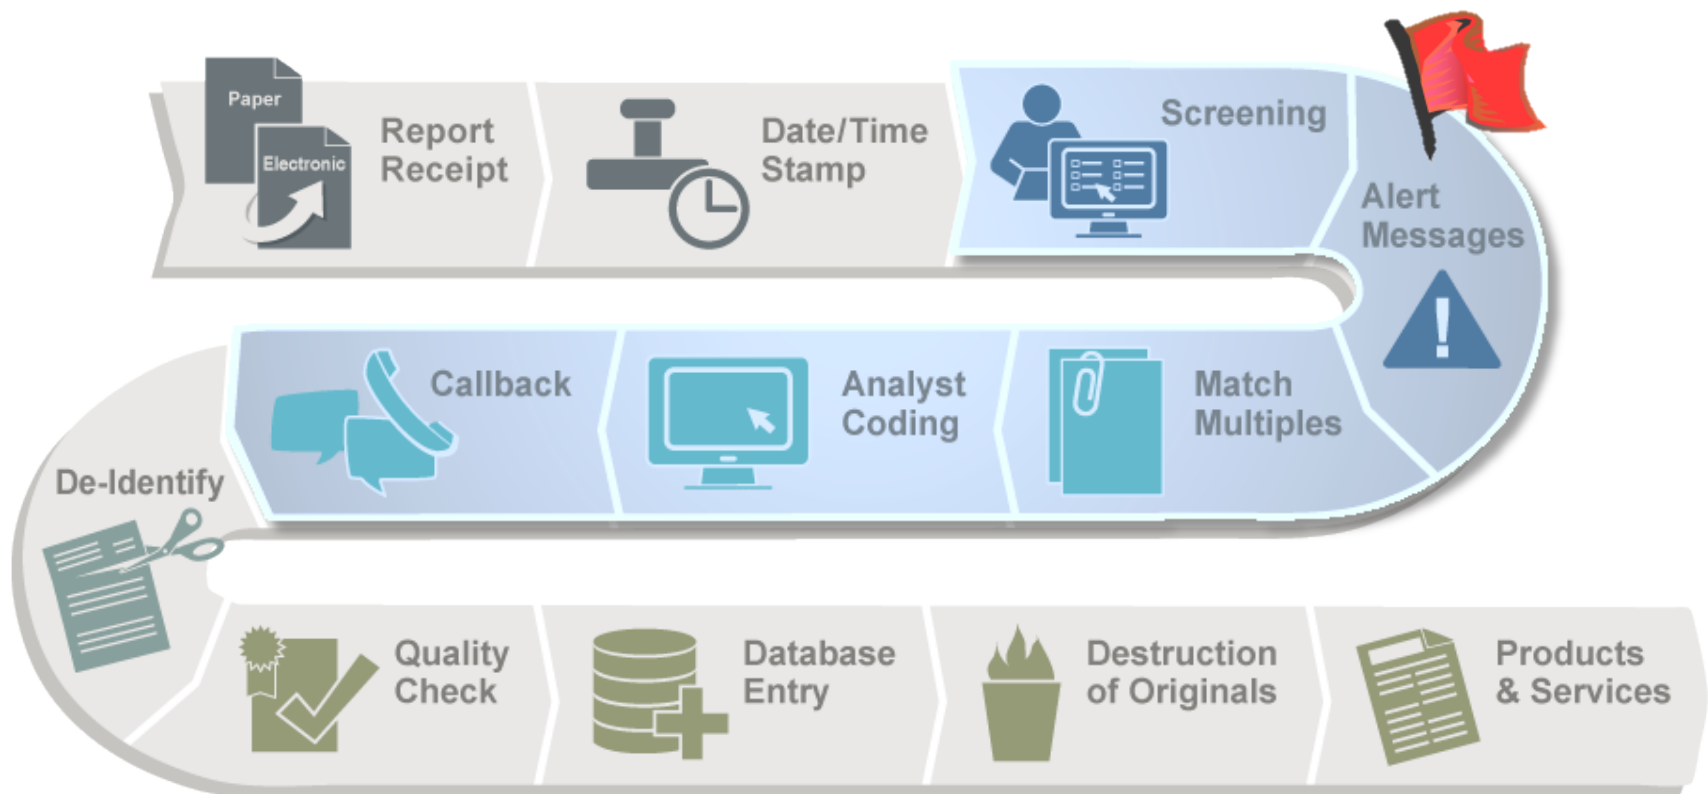 Paper
Electronic
Report
Receipt
Date/Time
Stamp
Screening
Alert
Messages
Match
Multiples
Analyst
Coding
Callback
De-Identify
Quality
Check
Database
Entry
Destruction
of Originals
Products
& Services